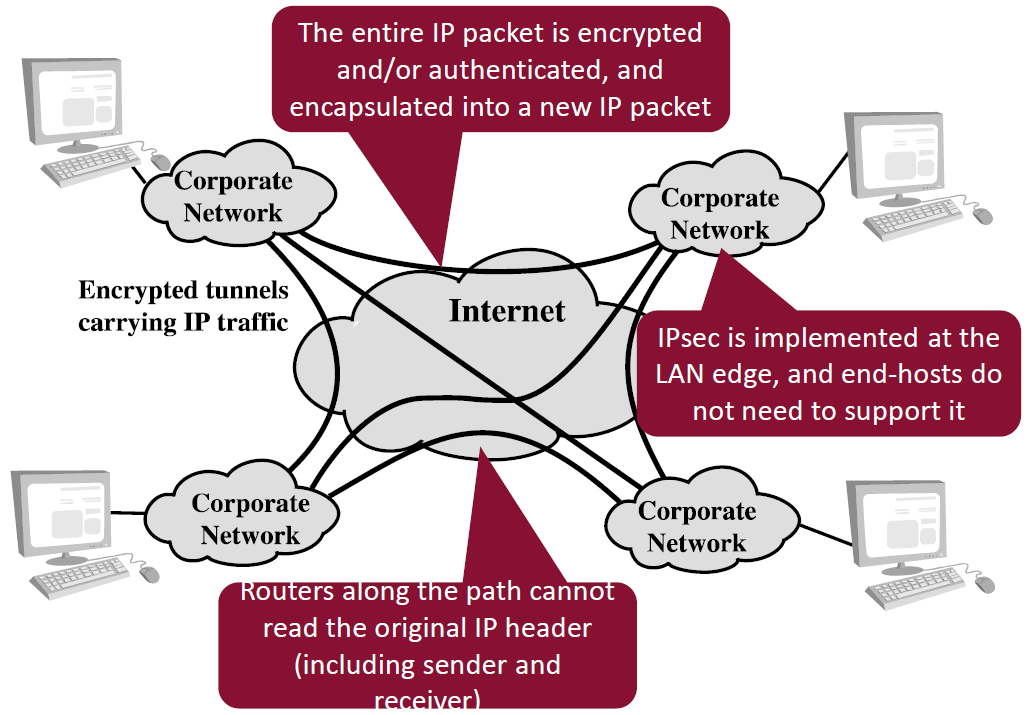 The entire IP packet is encrypted
and/or authenticated, and
encapsulated into a new IP packet
Corporate
Network
Corporate
Network
Encrypted tunnels
carrying IP traffic
Internet
IPsec is implemented at the
LAN edge, and end-hosts do
not need to support it
Corporate
Network
Corporate
Network
Routers along the path cannot
read the original IP header
(including sender and
receiver)